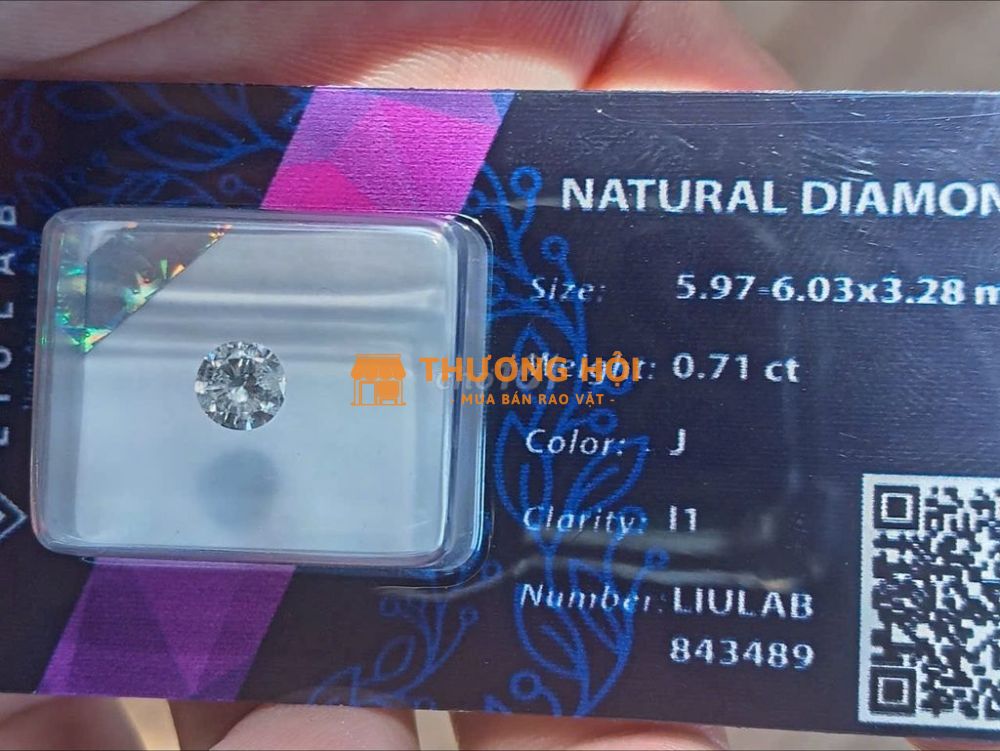 LIULAB
NATURAL DIAMON
Size: 5.97-6.03x3.28 m
Weight: 0.71 ct
THƯƠNG HỘI
- MUA BÁN RAO VẶT -
Color: J
Clarity: I1
Number: LIULAB
843489